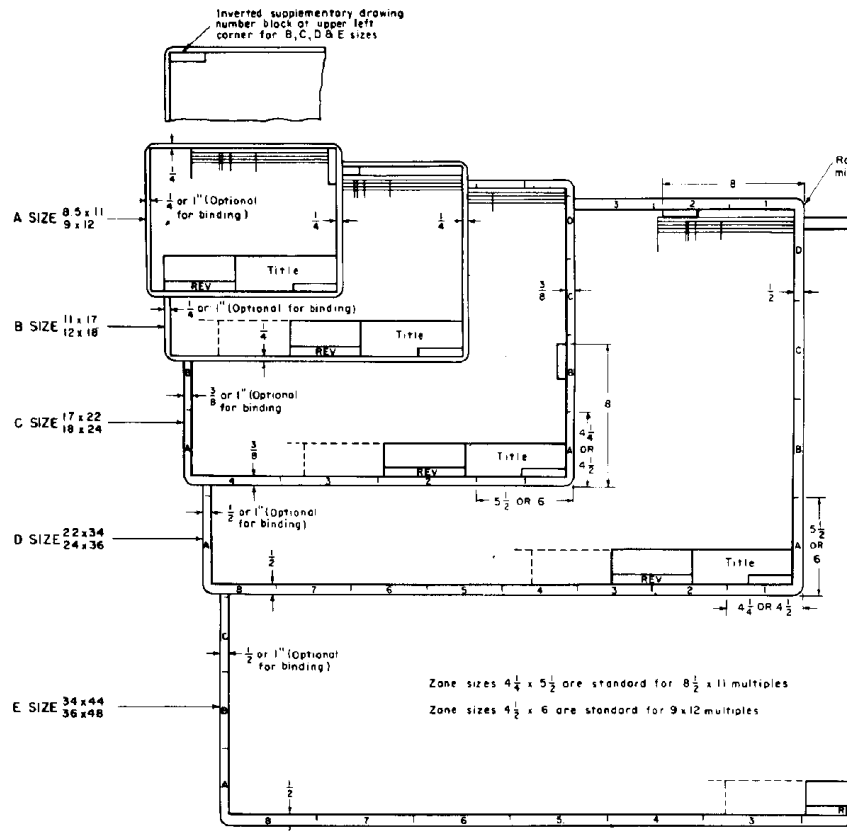 Inverted supplementary drawing
number block at upper left
corner for B, C, D & E sizes
1/4
1/4 or 1" (Optional
for binding)
1/4
1/4
A SIZE 8.5 x 11
9 x 12
Title
REV
8
3 2 1
D
C
B
A
3/8
1/2
D
C
B
A
1/4 or 1" (Optional for binding)
1/4
B SIZE 11 x 17
12 x 18
Title
REV
B
A
3/8 or 1" (Optional
for binding
8
4 1/4
OR
4 1/2
C SIZE 17 x 22
18 x 24
3/8
Title
REV
4 3 2
5 1/2 OR 6
1/2 or 1" (Optional
for binding)
5 1/2
OR
6
D SIZE 22 x 34
24 x 36
A
1/2
Title
REV
8 7 6 5 4 3 2 1
4 1/4 OR 4 1/2
C
B
A
1/2 or 1" (Optional
for binding)
Zone sizes 4 1/4 x 5 1/2 are standard for 8 1/2 x 11 multiples
Zone sizes 4 1/2 x 6 are standard for 9 x 12 multiples
E SIZE 34 x 44
36 x 48
1/2
8 7 6 5 4 3